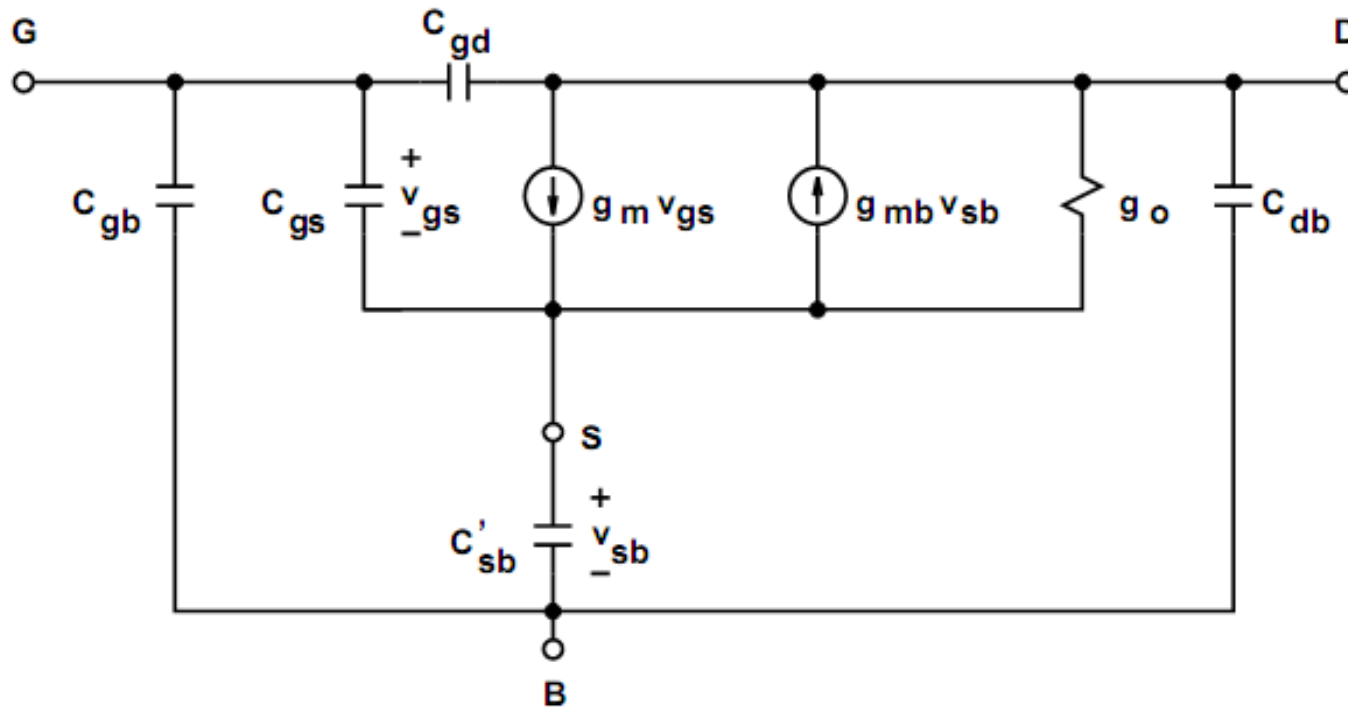 G
C gd
D
C gb
C gs
+
v gs
–
g m v gs
g mb v sb
g o
C db
S
C' sb
+
v sb
–
B